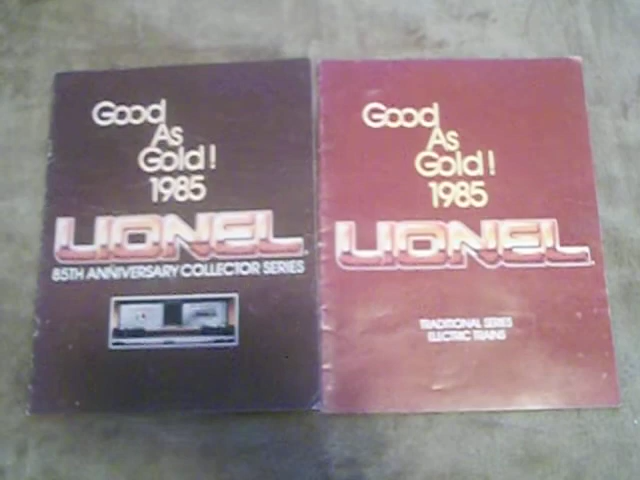 Good
As
Gold!
1985
LIONEL
85TH ANNIVERSARY COLLECTOR SERIES
Good
As
Gold!
1985
LIONEL
TRADITIONAL SERIES
ELECTRIC TRAINS